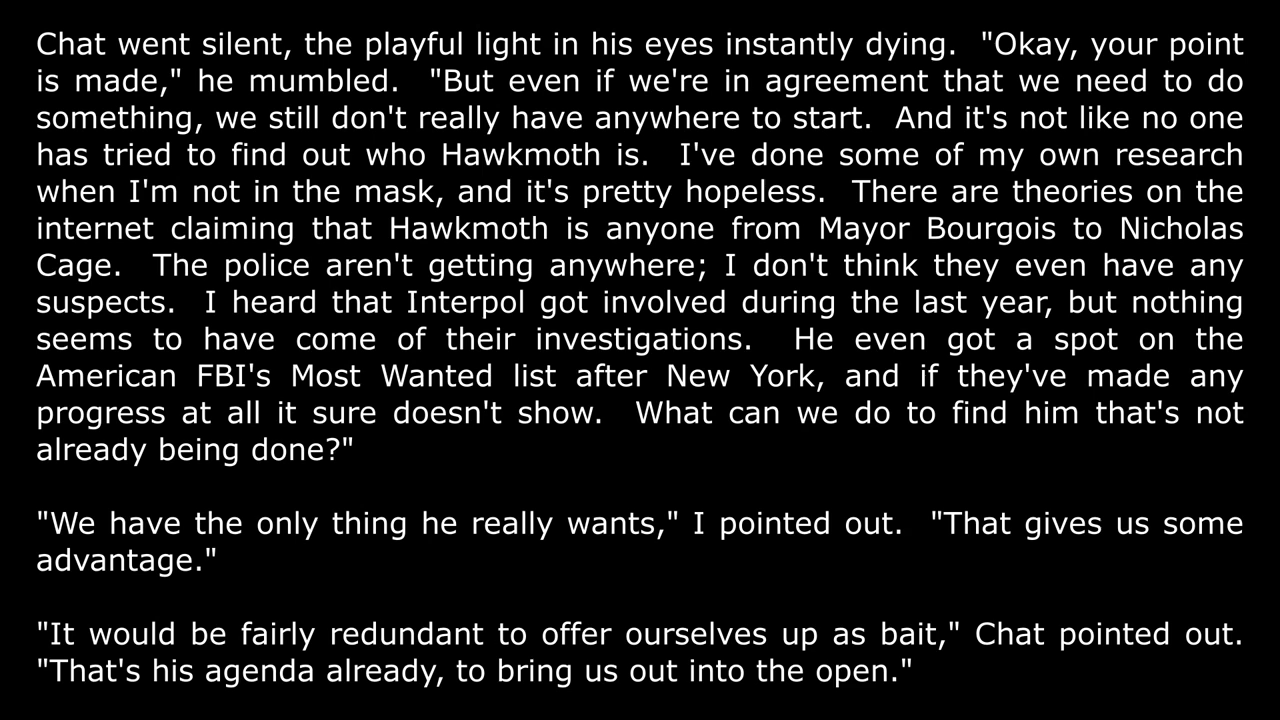 Chat went silent, the playful light in his eyes instantly dying.  "Okay, your point
is made," he mumbled.  "But even if we're in agreement that we need to do
something, we still don't really have anywhere to start.  And it's not like no one
has tried to find out who Hawkmoth is.  I've done some of my own research
when I'm not in the mask, and it's pretty hopeless.  There are theories on the
internet claiming that Hawkmoth is anyone from Mayor Bourgois to Nicholas
Cage.  The police aren't getting anywhere; I don't think they even have any
suspects.  I heard that Interpol got involved during the last year, but nothing
seems to have come of their investigations.  He even got a spot on the
American FBI's Most Wanted list after New York, and if they've made any
progress at all it sure doesn't show.  What can we do to find him that's not
already being done?"

"We have the only thing he really wants," I pointed out.  "That gives us some
advantage."

"It would be fairly redundant to offer ourselves up as bait," Chat pointed out.
"That's his agenda already, to bring us out into the open."